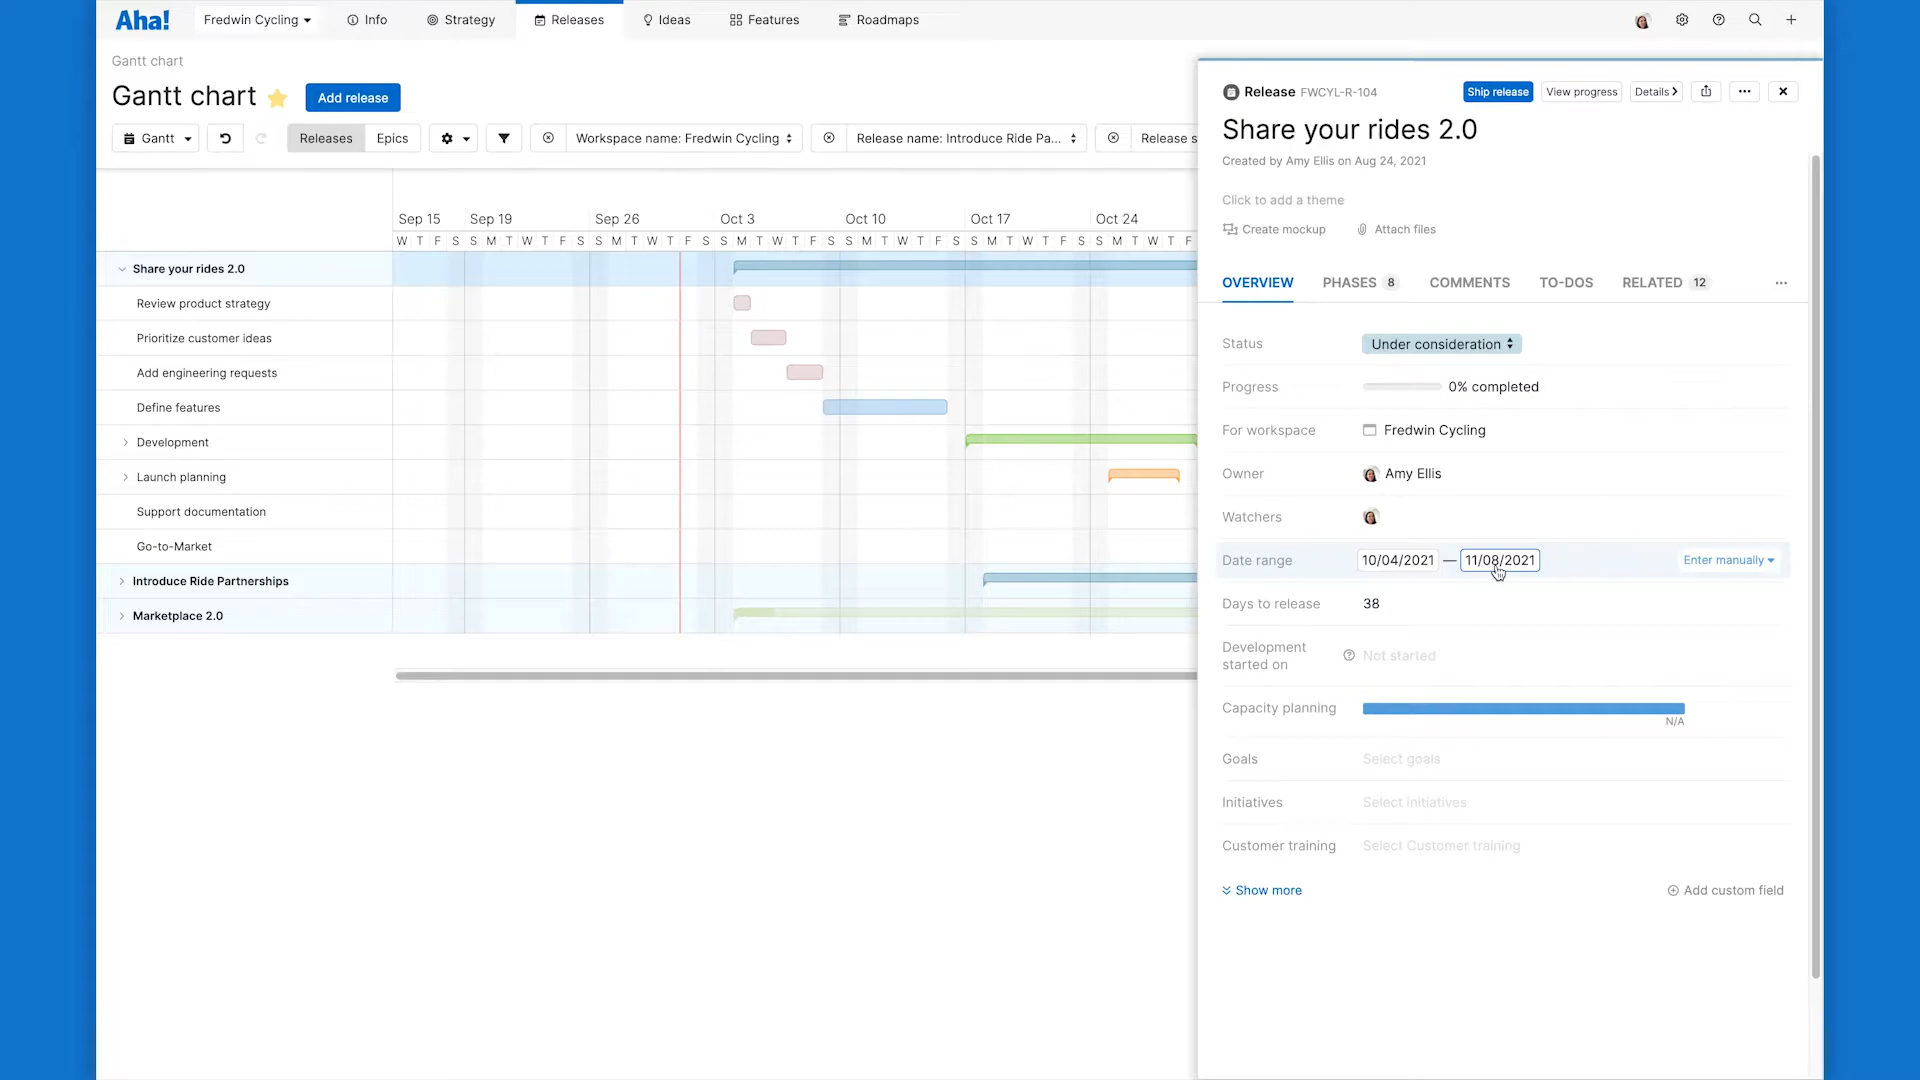 Aha! Fredwin Cycling Info Strategy Releases Ideas Features Roadmaps
Gantt chart
Gantt chart Add release
Gantt Releases Epics Workspace name: Fredwin Cycling Release name: Introduce Ride Pa... Release s
Sep 15 Sep 19 Sep 26 Oct 3 Oct 10 Oct 17 Oct 24
W T F S S M T W T F S S M T W T F S S M T W T F S S M T W T F S S M T W T F S S M T W T F
Share your rides 2.0
Review product strategy
Prioritize customer ideas
Add engineering requests
Define features
Development
Launch planning
Support documentation
Go-to-Market
Introduce Ride Partnerships
Marketplace 2.0
Release FWCYL-R-104 Ship release View progress Details
Share your rides 2.0
Created by Amy Ellis on Aug 24, 2021
Click to add a theme
Create mockup Attach files
OVERVIEW PHASES 8 COMMENTS TO-DOS RELATED 12
Status Under consideration
Progress 0% completed
For workspace Fredwin Cycling
Owner Amy Ellis
Watchers
Date range 10/04/2021 — 11/08/2021 Enter manually
Days to release 38
Development
started on Not started
Capacity planning
N/A
Goals Select goals
Initiatives Select initiatives
Customer training Select Customer training
Show more Add custom field